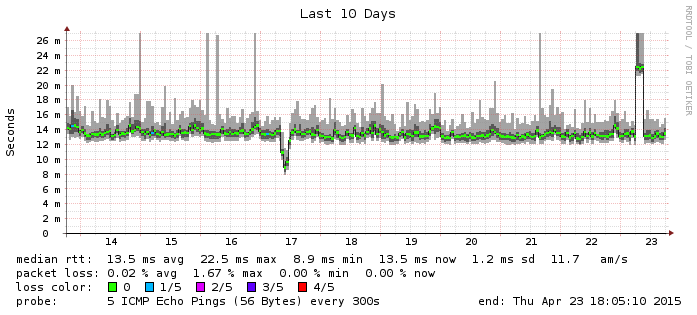 Last 10 Days
RRDTOOL / TOBI OETIKER
Seconds
26 m
24 m
22 m
20 m
18 m
16 m
14 m
12 m
10 m
8 m
6 m
4 m
2 m
0
14 15 16 17 18 19 20 21 22 23
median rtt: 13.5 ms avg 22.5 ms max 8.9 ms min 13.5 ms now 1.2 ms sd 11.7 am/s
packet loss: 0.02 % avg 1.67 % max 0.00 % min 0.00 % now
loss color: 0 1/5 2/5 3/5 4/5
probe: 5 ICMP Echo Pings (56 Bytes) every 300s end: Thu Apr 23 18:05:10 2015